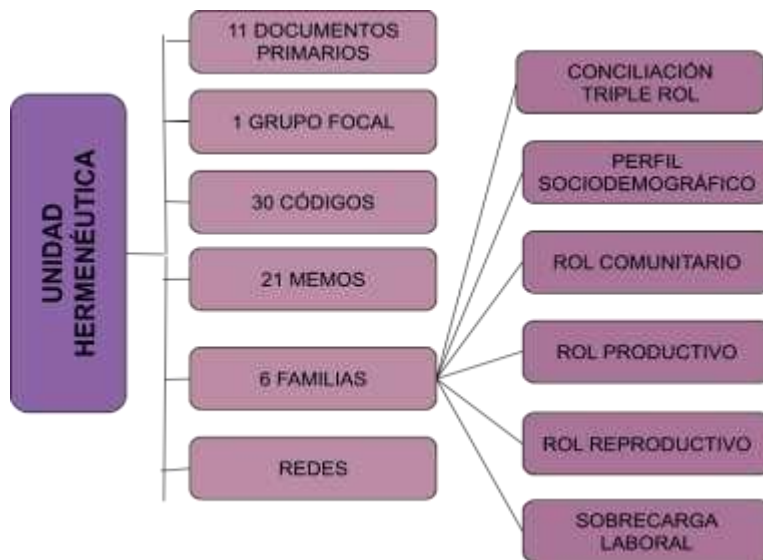 UNIDAD
HERMENÉUTICA
11 DOCUMENTOS
PRIMARIOS
1 GRUPO FOCAL
30 CÓDIGOS
21 MEMOS
6 FAMILIAS
REDES
CONCILIACIÓN
TRIPLE ROL
PERFIL
SOCIODEMOGRÁFICO
ROL COMUNITARIO
ROL PRODUCTIVO
ROL REPRODUCTIVO
SOBRECARGA
LABORAL